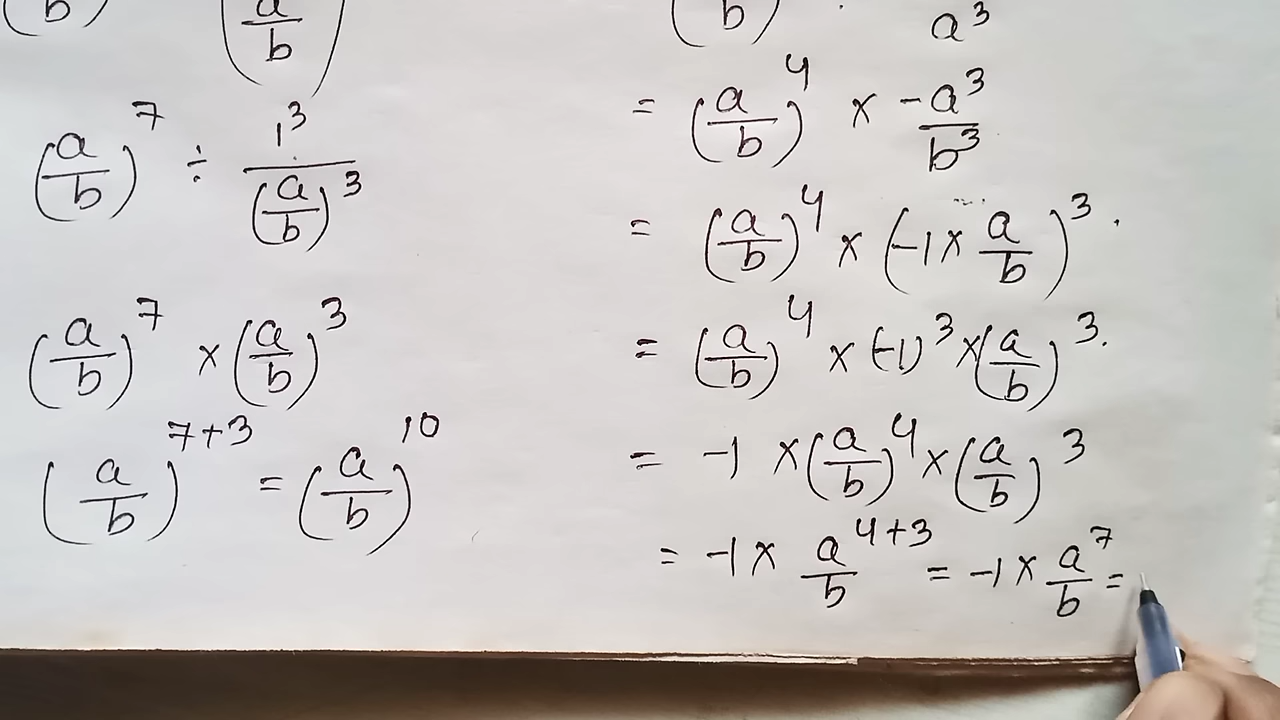 b) (a/b)
(a/b)^7 ÷ 1^3/(a/b)^3
(a/b)^7 × (a/b)^3
(a/b)^7+3 = (a/b)^10
b) a^3
= (a/b)^4 × -a^3/b^3
= (a/b)^4 × (-1 × a/b)^3.
= (a/b)^4 × (-1)^3 × (a/b)^3.
= -1 × (a/b)^4 × (a/b)^3
= -1 × a/b^4+3 = -1 × a^7/b =